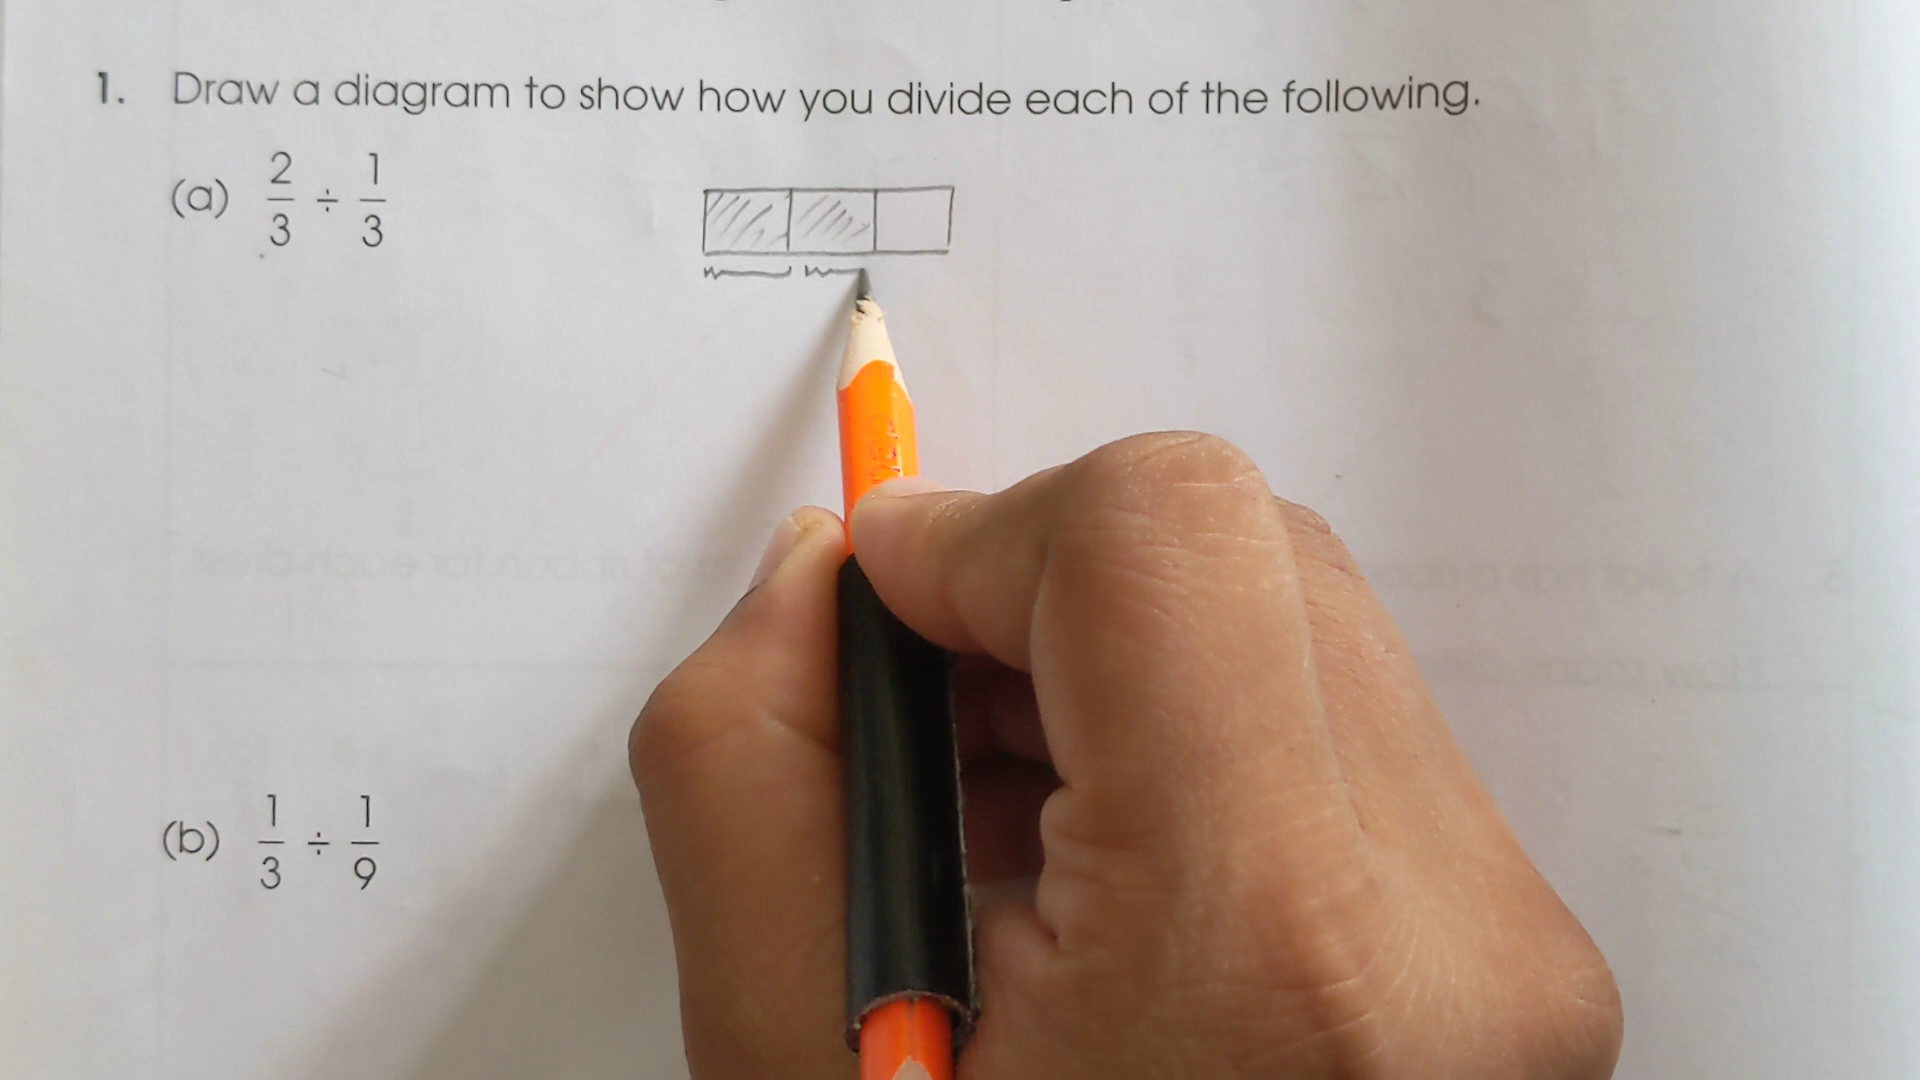 1. Draw a diagram to show how you divide each of the following.
(a) 2/3 ÷ 1/3
(b) 1/3 ÷ 1/9